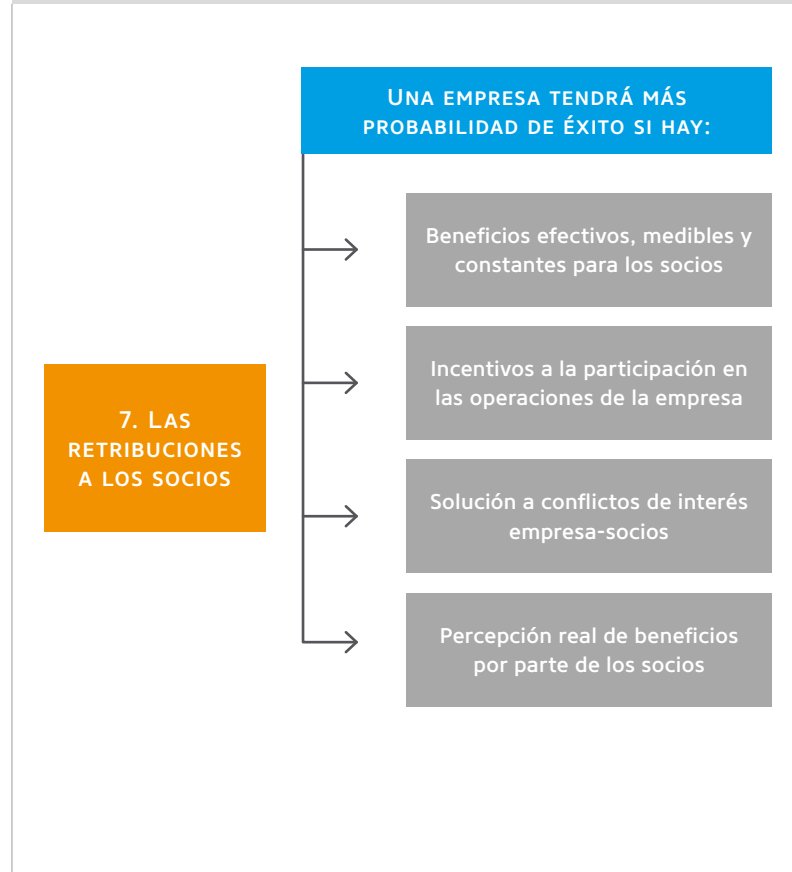 UNA EMPRESA TENDRÁ MÁS
PROBABILIDAD DE ÉXITO SI HAY:
Beneficios efectivos, medibles y
constantes para los socios
Incentivos a la participación en
las operaciones de la empresa
7. LAS
RETRIBUCIONES
A LOS SOCIOS
Solución a conflictos de interés
empresa-socios
Percepción real de beneficios
por parte de los socios